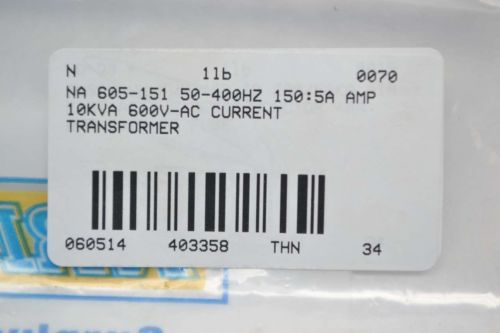 N 1lb 0070
NA 605-151 50-400HZ 150:5A AMP
10KVA 600V-AC CURRENT
TRANSFORMER
060514 403358 THN 34